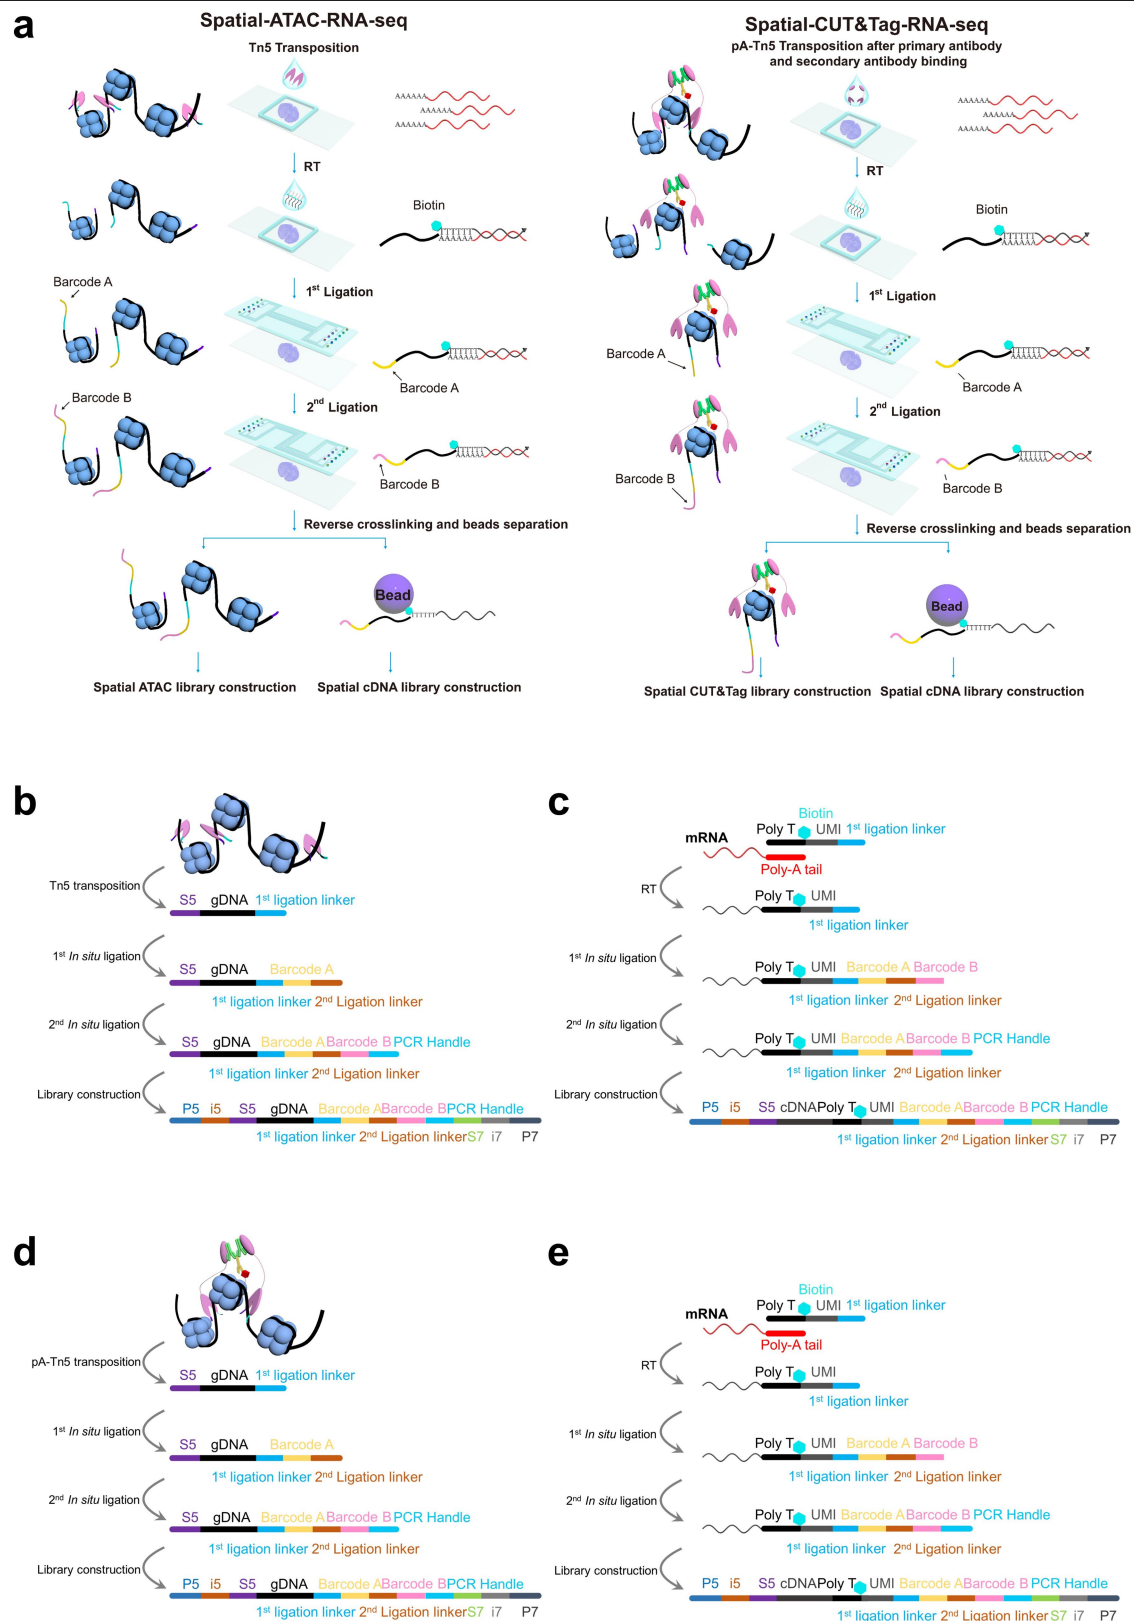 a
Spatial-ATAC-RNA-seq
Tn5 Transposition
AAAAAA
AAAAAA
AAAAAA
RT
Biotin
AAAAAA
Barcode A
1st Ligation
AAAAAA
Barcode A
Barcode B
2nd Ligation
AAAAAA
Barcode B
Reverse crosslinking and beads separation
Bead
Spatial ATAC library construction
Spatial cDNA library construction
Spatial-CUT&Tag-RNA-seq
pA-Tn5 Transposition after primary antibody
and secondary antibody binding
AAAAAA
AAAAAA
AAAAAA
RT
Biotin
AAAAAA
1st Ligation
Barcode A
AAAAAA
Barcode A
2nd Ligation
Barcode B
AAAAAA
Barcode B
Reverse crosslinking and beads separation
Bead
Spatial CUT&Tag library construction
Spatial cDNA library construction
b
Tn5 transposition
S5 gDNA 1st ligation linker
1st In situ ligation
S5 gDNA Barcode A
1st ligation linker 2nd Ligation linker
2nd In situ ligation
S5 gDNA Barcode A Barcode B PCR Handle
1st ligation linker 2nd Ligation linker
Library construction
P5 i5 S5 gDNA Barcode A Barcode B PCR Handle
1st ligation linker 2nd Ligation linker S7 i7 P7
c
Biotin
Poly T UMI 1st ligation linker
mRNA
Poly-A tail
RT
Poly T UMI
1st ligation linker
1st In situ ligation
Poly T UMI Barcode A Barcode B
1st ligation linker 2nd Ligation linker
2nd In situ ligation
Poly T UMI Barcode A Barcode B PCR Handle
1st ligation linker 2nd Ligation linker
Library construction
P5 i5 S5 cDNA Poly T UMI Barcode A Barcode B PCR Handle
1st ligation linker 2nd Ligation linker S7 i7 P7
d
pA-Tn5 transposition
S5 gDNA 1st ligation linker
1st In situ ligation
S5 gDNA Barcode A
1st ligation linker 2nd Ligation linker
2nd In situ ligation
S5 gDNA Barcode A Barcode B PCR Handle
1st ligation linker 2nd Ligation linker
Library construction
P5 i5 S5 gDNA Barcode A Barcode B PCR Handle
1st ligation linker 2nd Ligation linker S7 i7 P7
e
Biotin
Poly T UMI 1st ligation linker
mRNA
Poly-A tail
RT
Poly T UMI
1st ligation linker
1st In situ ligation
Poly T UMI Barcode A Barcode B
1st ligation linker 2nd Ligation linker
2nd In situ ligation
Poly T UMI Barcode A Barcode B PCR Handle
1st ligation linker 2nd Ligation linker
Library construction
P5 i5 S5 cDNA Poly T UMI Barcode A Barcode B PCR Handle
1st ligation linker 2nd Ligation linker S7 i7 P7